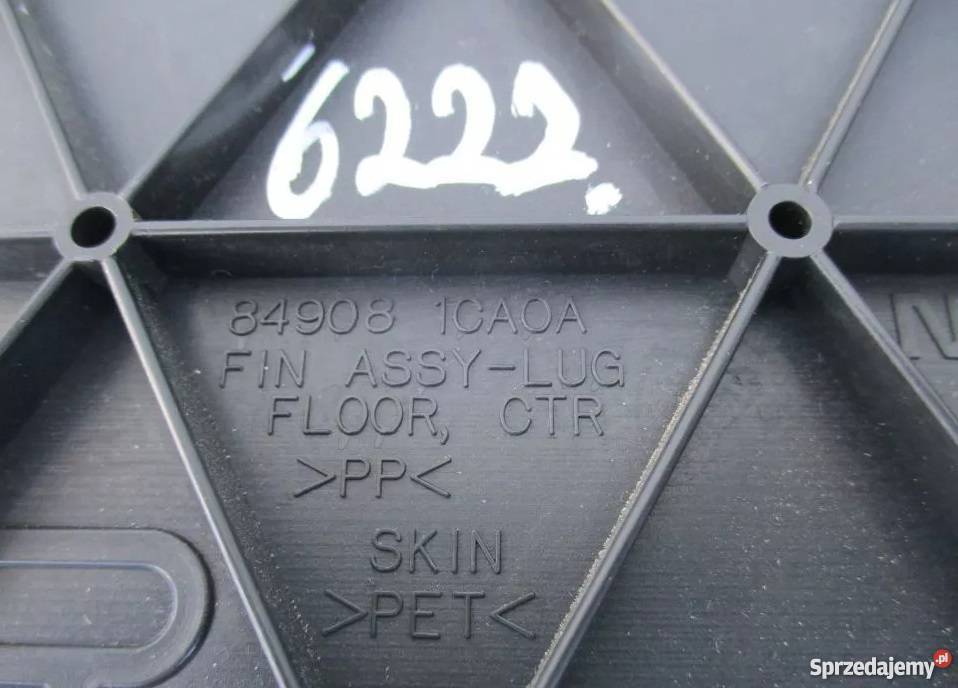 6222.
84908 1CA0A
FIN ASSY-LUG
FLOOR, CTR
>PP<
SKIN
>PET<
N
Sprzedajemy.pl